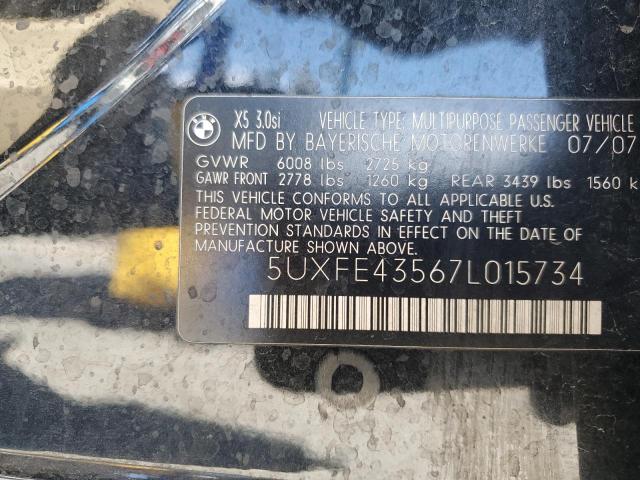 X5 3.0si VEHICLE TYPE: MULTIPURPOSE PASSENGER VEHICLE
MFD BY BAYERISCHE MOTORENWERKE 07/07
GVWR 6008 lbs 2725 kg
GAWR FRONT 2778 lbs 1260 kg REAR 3439 lbs 1560 k
THIS VEHICLE CONFORMS TO ALL APPLICABLE U.S.
FEDERAL MOTOR VEHICLE SAFETY AND THEFT
PREVENTION STANDARDS IN EFFECT ON THE DATE OF
MANUFACTURE SHOWN ABOVE.
5UXFE43567L015734